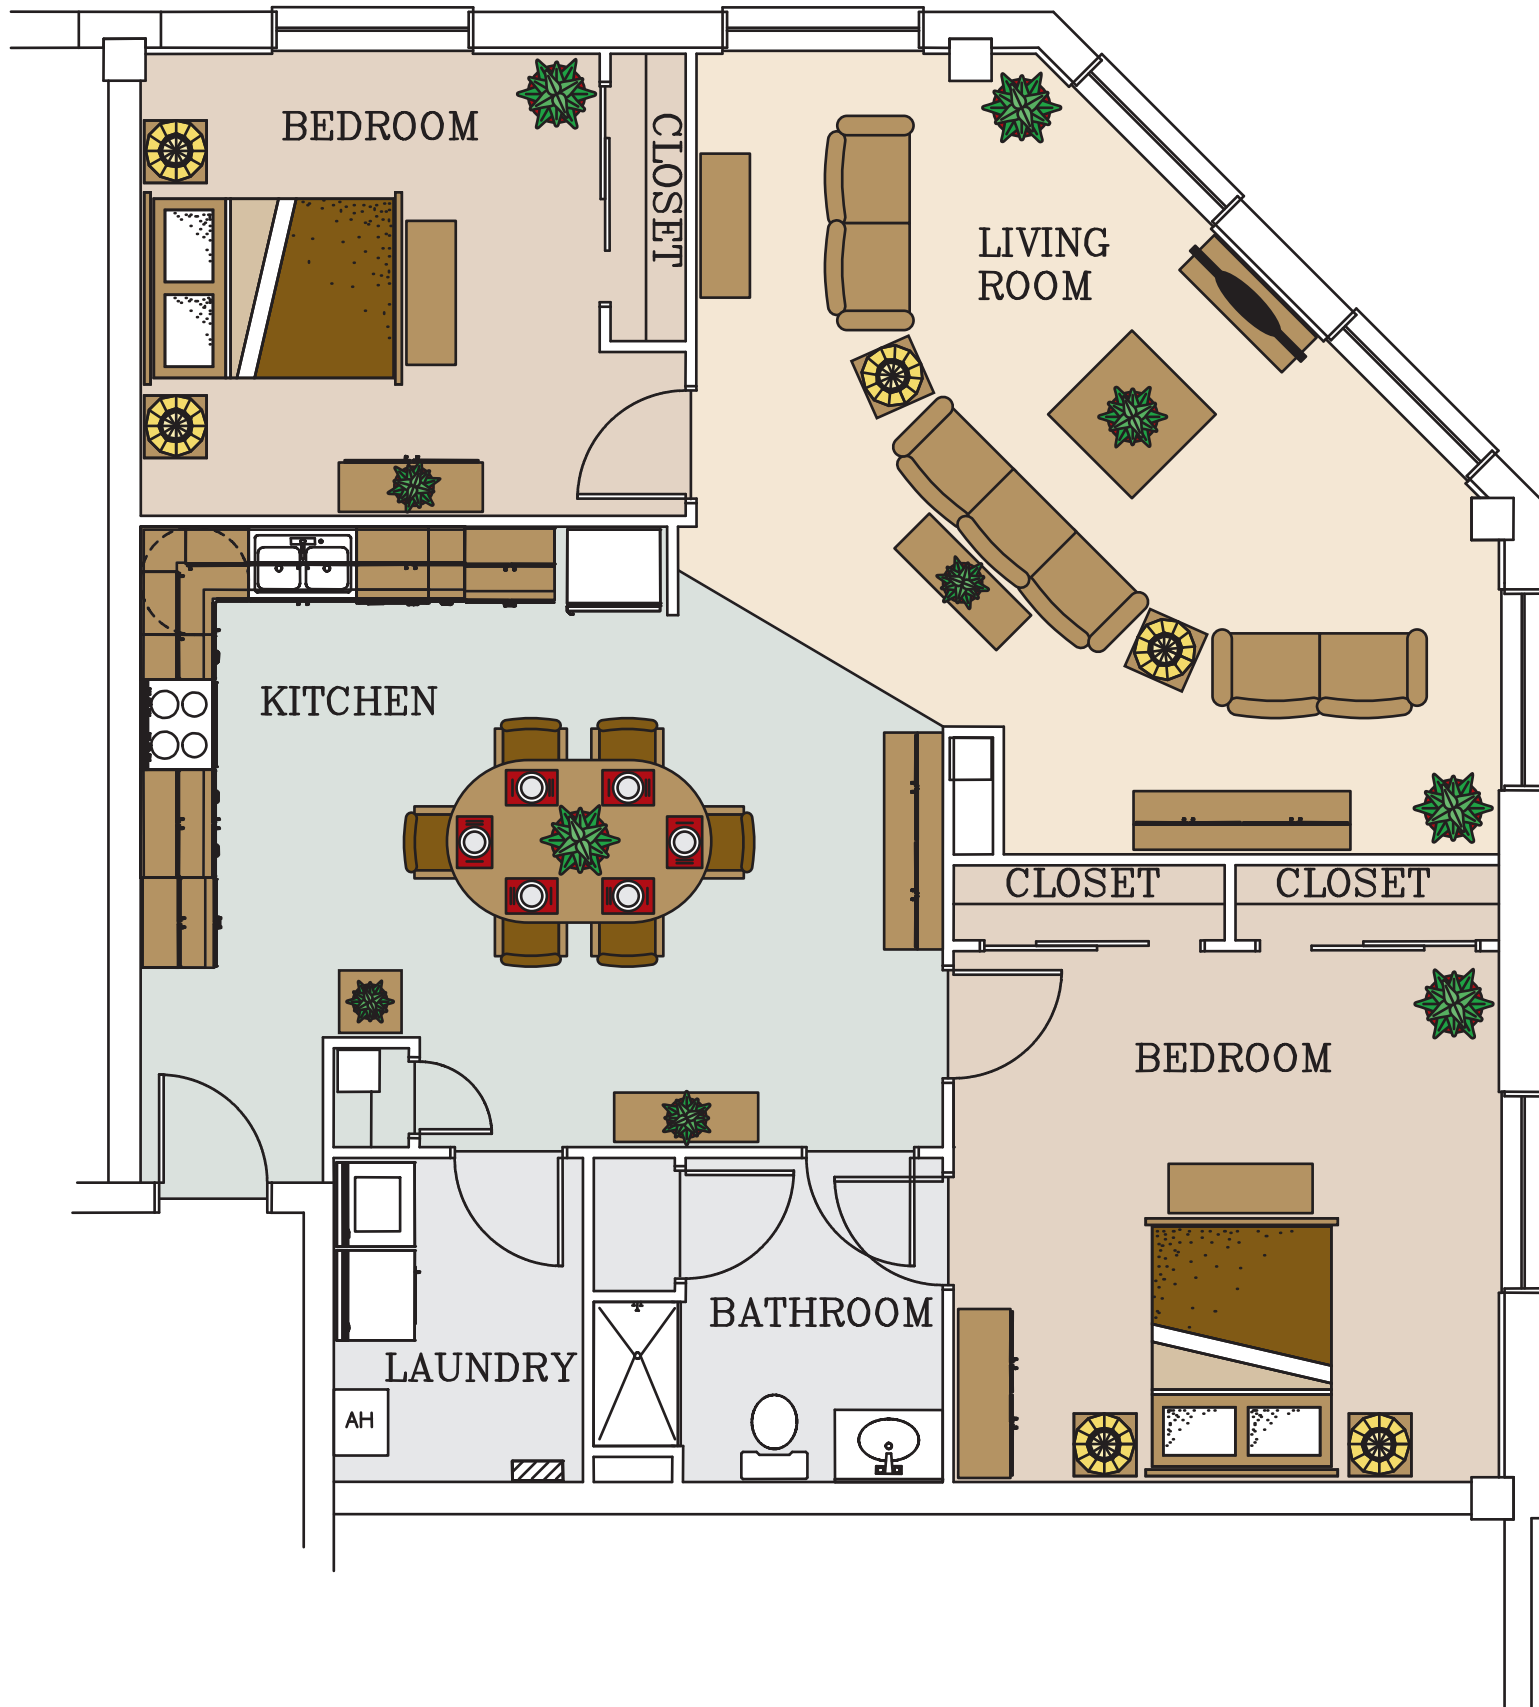 BEDROOM
CLOSET
LIVING
ROOM
KITCHEN
CLOSET
CLOSET
BEDROOM
BATHROOM
LAUNDRY
AH